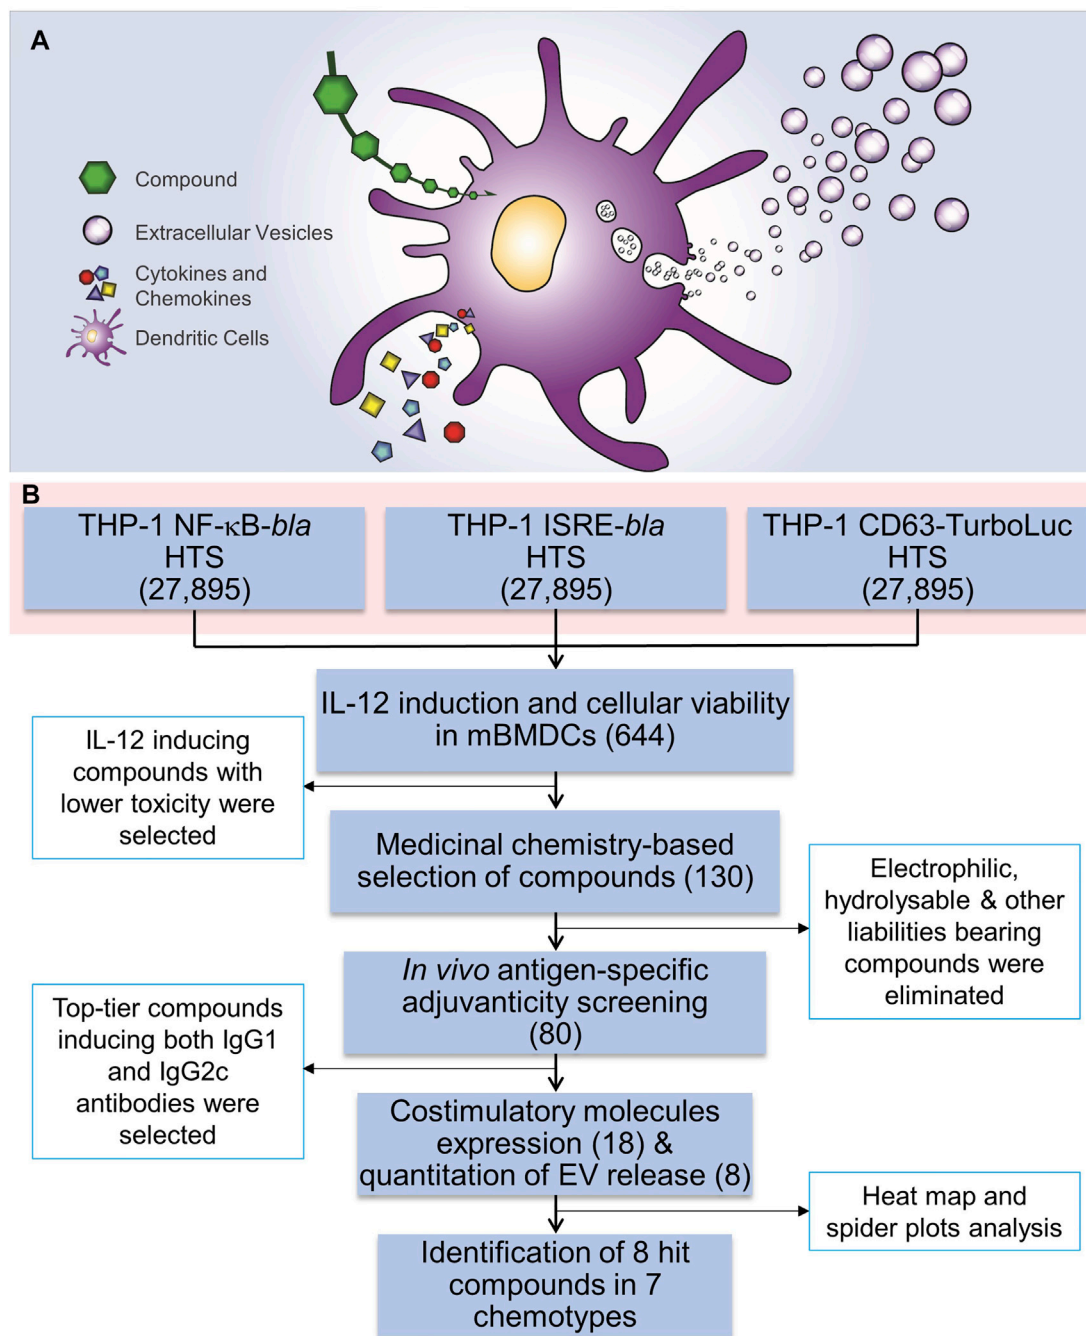 A
Compound
Extracellular Vesicles
Cytokines and
Chemokines
Dendritic Cells
B
THP-1 NF-κB-bla
HTS
(27,895)
THP-1 ISRE-bla
HTS
(27,895)
THP-1 CD63-TurboLuc
HTS
(27,895)
IL-12 induction and cellular viability
in mBMDCs (644)
IL-12 inducing
compounds with
lower toxicity were
selected
Medicinal chemistry-based
selection of compounds (130)
Electrophilic,
hydrolysable & other
liabilities bearing
compounds were
eliminated
In vivo antigen-specific
adjuvanticity screening
(80)
Top-tier compounds
inducing both IgG1
and IgG2c
antibodies were
selected
Costimulatory molecules
expression (18) &
quantitation of EV release (8)
Heat map and
spider plots analysis
Identification of 8 hit
compounds in 7
chemotypes